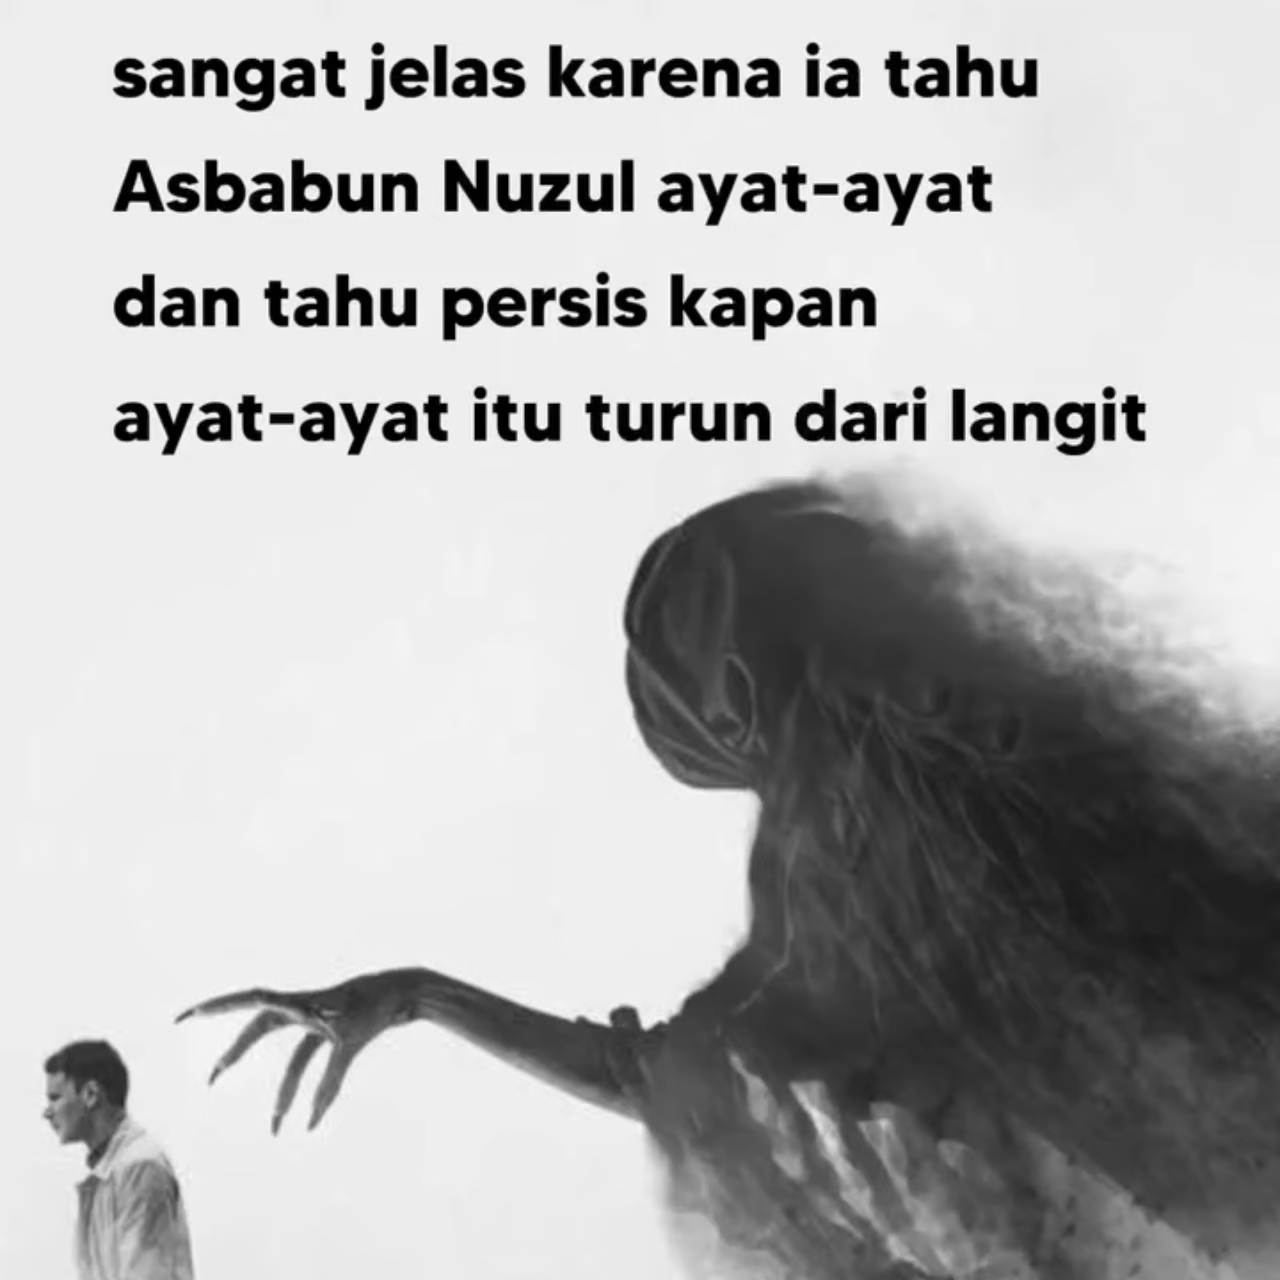 sangat jelas karena ia tahu
Asbabun Nuzul ayat-ayat
dan tahu persis kapan
ayat-ayat itu turun dari langit